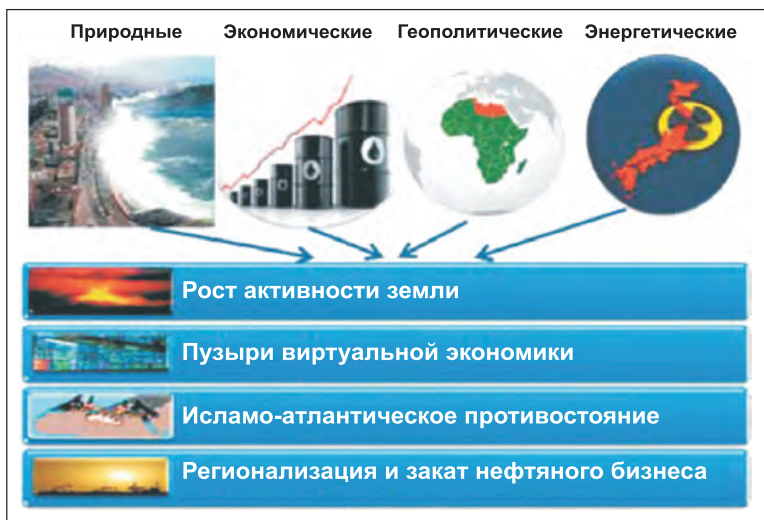 Природные Экономические Геополитические Энергетические
Рост активности земли
Пузыри виртуальной экономики
Исламо-атлантическое противостояние
Регионализация и закат нефтяного бизнеса